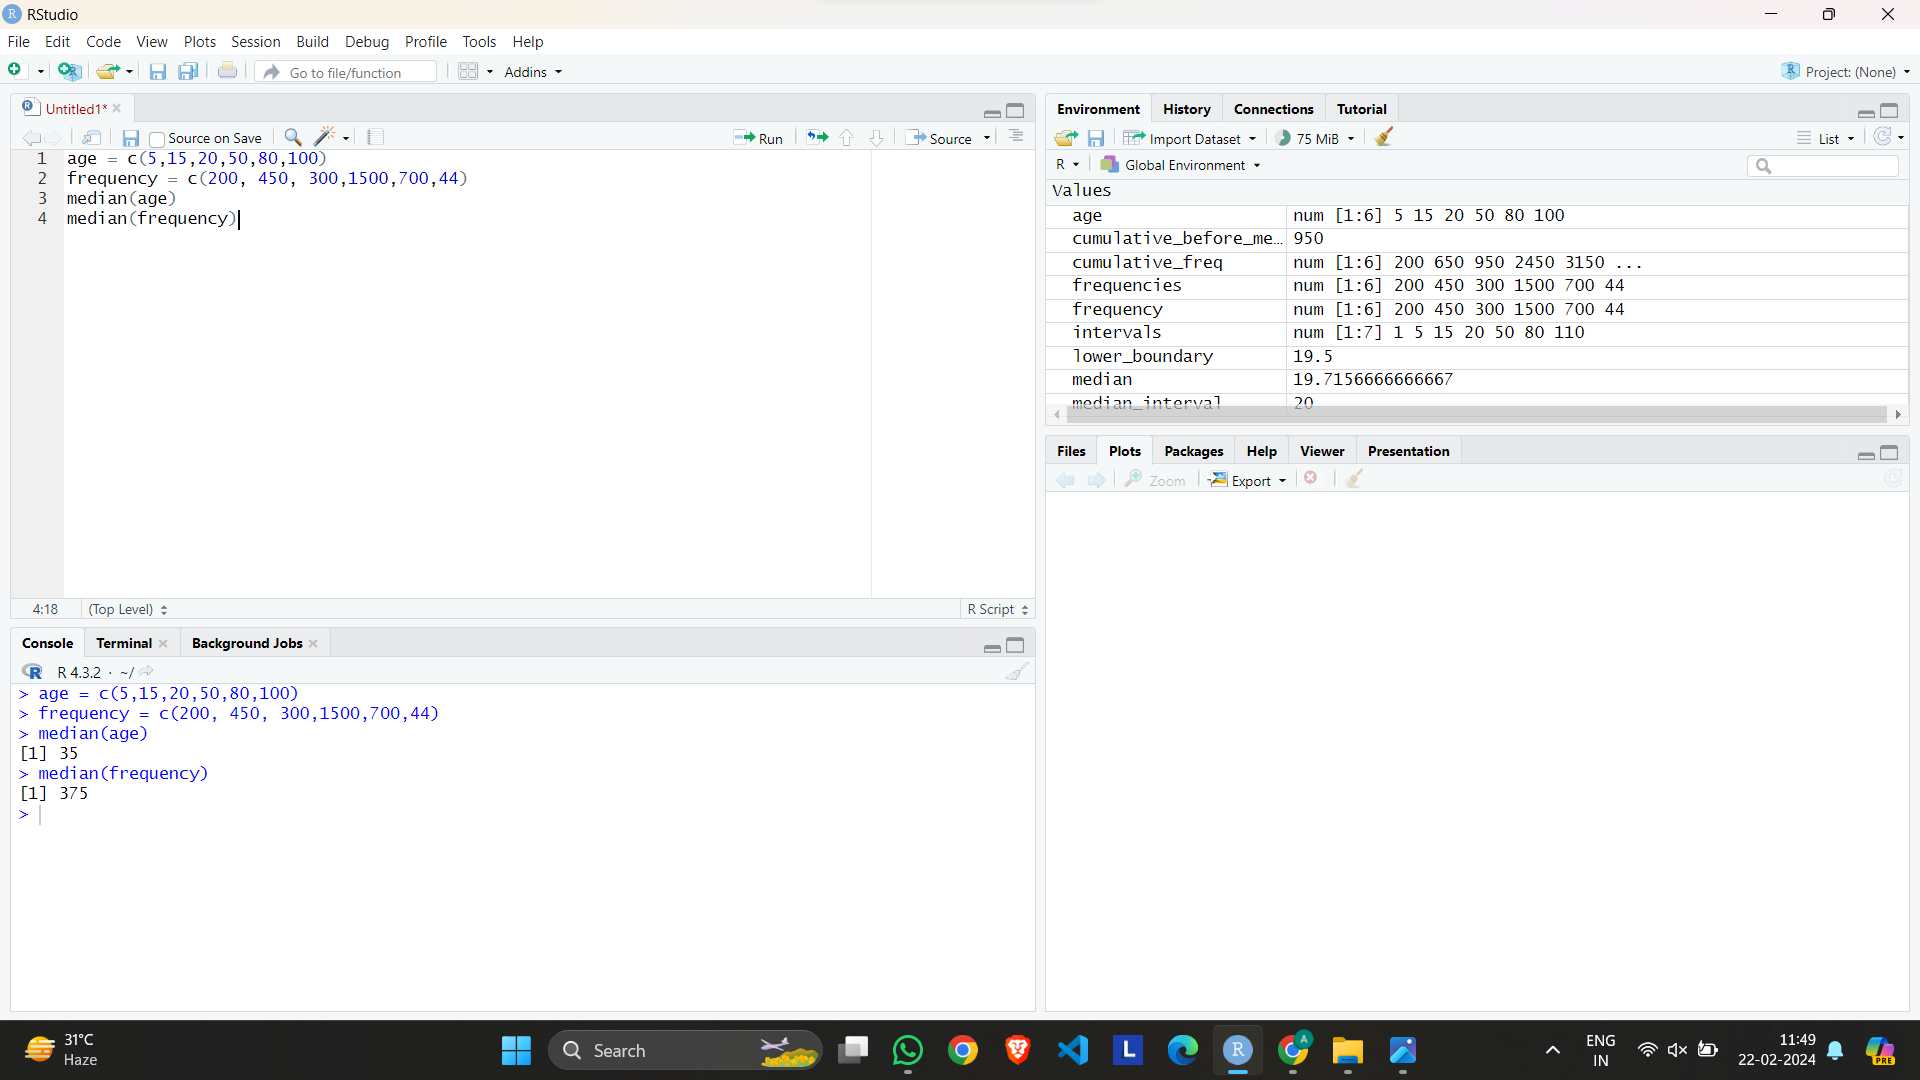 RStudio
File Edit Code View Plots Session Build Debug Profile Tools Help
Go to file/function Addins Project: (None)
Untitled1*
Source on Save Run Source
1 age = c(5,15,20,50,80,100)
2 frequency = c(200, 450, 300,1500,700,44)
3 median(age)
4 median(frequency)
4:18 (Top Level) R Script
Console Terminal Background Jobs
R 4.3.2 · ~/
> age = c(5,15,20,50,80,100)
> frequency = c(200, 450, 300,1500,700,44)
> median(age)
[1] 35
> median(frequency)
[1] 375
>
Environment History Connections Tutorial
Import Dataset 75 MiB List
R Global Environment
Values
age num [1:6] 5 15 20 50 80 100
cumulative_before_me… 950
cumulative_freq num [1:6] 200 650 950 2450 3150 ...
frequencies num [1:6] 200 450 300 1500 700 44
frequency num [1:6] 200 450 300 1500 700 44
intervals num [1:7] 1 5 15 20 50 80 110
lower_boundary 19.5
median 19.7156666666667
median_interval 20
Files Plots Packages Help Viewer Presentation
Zoom Export
31°C
Haze
Search
L
R
A
ENG
IN
11:49
22-02-2024
PRE